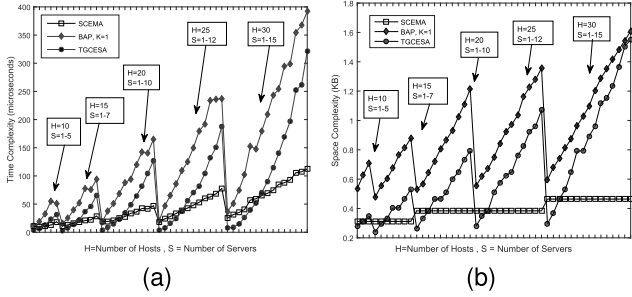 Time Complexity (microseconds)
400
350
300
250
200
150
100
50
0
SCEMA
BAP, K=1
TGCESA
H=10
S=1-5
H=15
S=1-7
H=20
S=1-10
H=25
S=1-12
H=30
S=1-15
H=Number of Hosts , S = Number of Servers
(a)
Space Complexity (KB)
1.8
1.6
1.4
1.2
1
0.8
0.6
0.4
0.2
SCEMA
BAP, K=1
TGCESA
H=10
S=1-5
H=15
S=1-7
H=20
S=1-10
H=25
S=1-12
H=30
S=1-15
H=Number of Hosts , S = Number of Servers
(b)